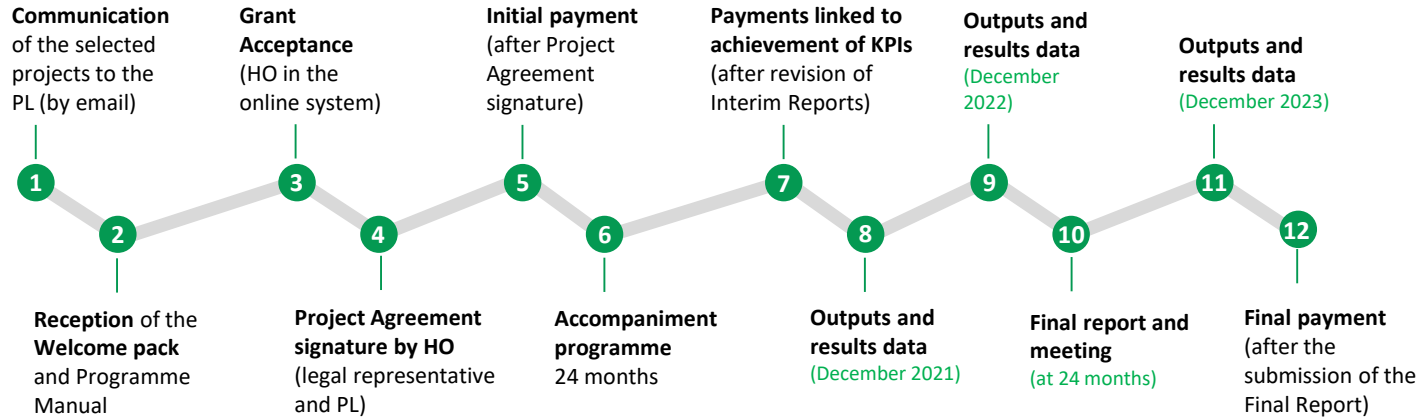 Communication
of the selected
projects to the
PL (by email)
Grant
Acceptance
(HO in the
online system)
Initial payment
(after Project
Agreement
signature)
Payments linked to
achievement of KPIs
(after revision of
Interim Reports)
Outputs and
results data
(December
2022)
Outputs and
results data
(December 2023)
1
2
3
4
5
6
7
8
9
10
11
12
Reception of the
Welcome pack
and Programme
Manual
Project Agreement
signature by HO
(legal representative
and PL)
Accompaniment
programme
24 months
Outputs and
results data
(December 2021)
Final report and
meeting
(at 24 months)
Final payment
(after the
submission of the
Final Report)